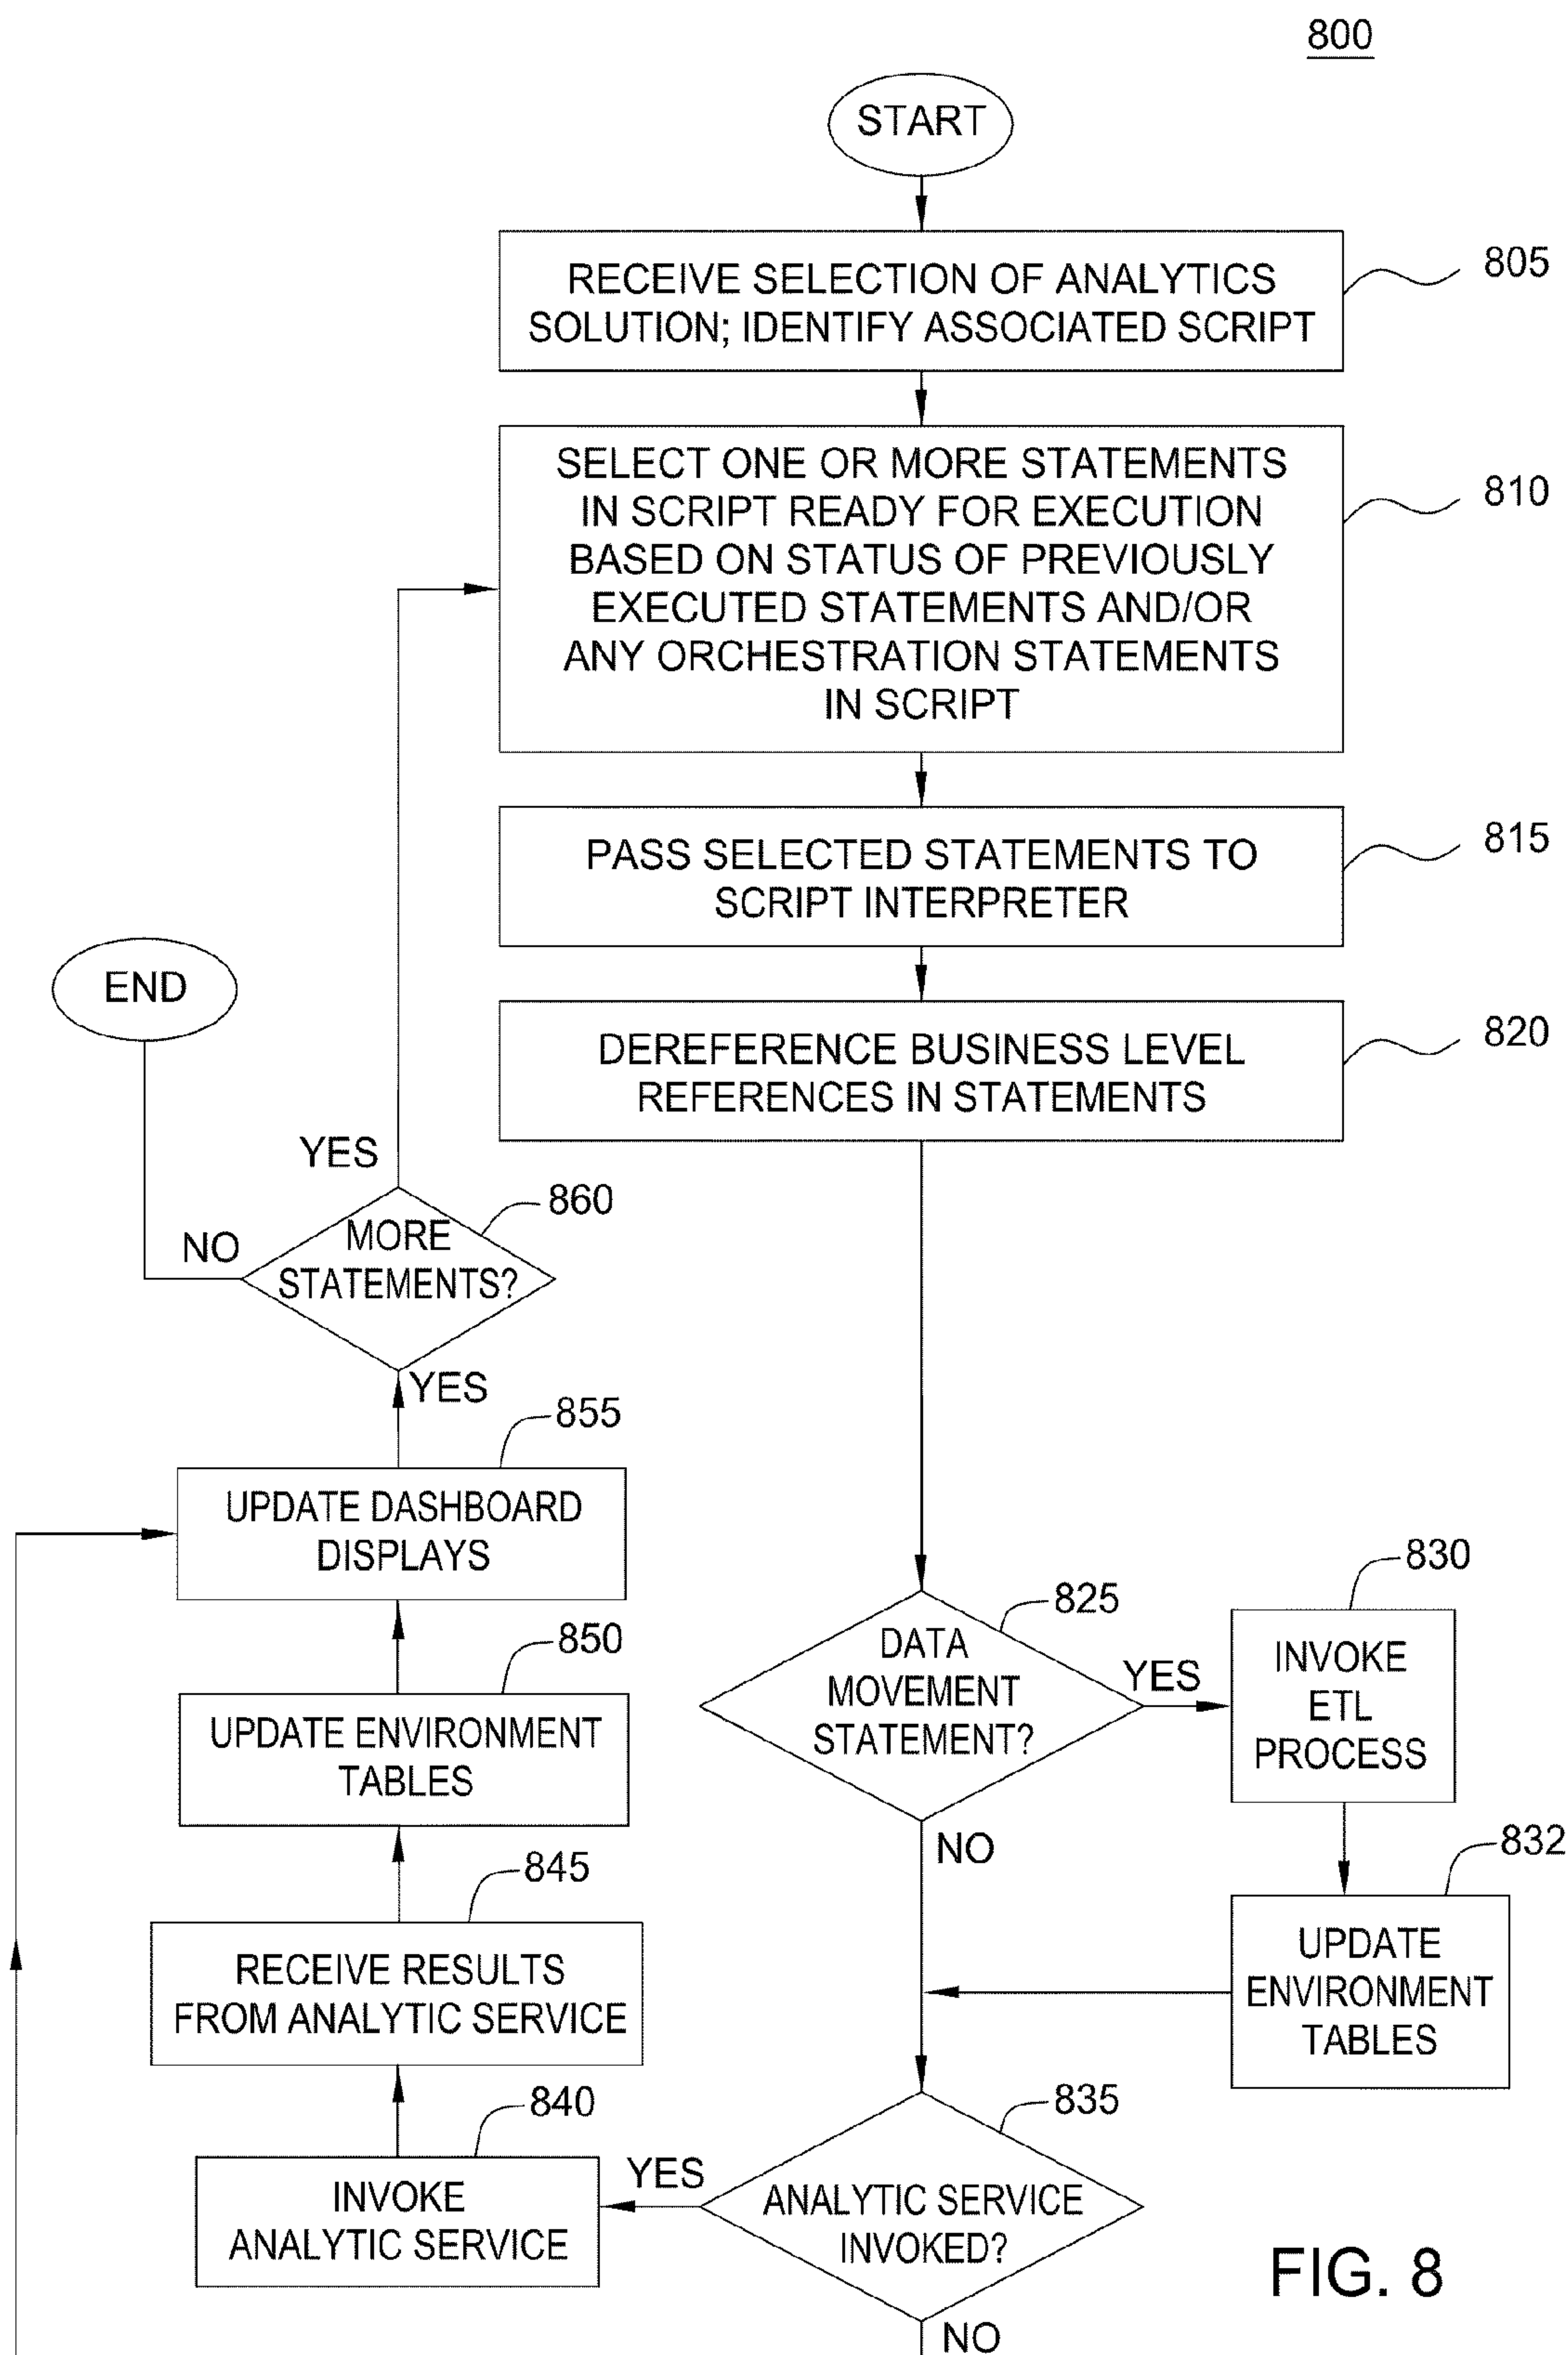 800
START
RECEIVE SELECTION OF ANALYTICS
SOLUTION; IDENTIFY ASSOCIATED SCRIPT
805
SELECT ONE OR MORE STATEMENTS
IN SCRIPT READY FOR EXECUTION
BASED ON STATUS OF PREVIOUSLY
EXECUTED STATEMENTS AND/OR
ANY ORCHESTRATION STATEMENTS
IN SCRIPT
810
PASS SELECTED STATEMENTS TO
SCRIPT INTERPRETER
815
DEREFERENCE BUSINESS LEVEL
REFERENCES IN STATEMENTS
820
END
YES
NO
MORE
STATEMENTS?
860
YES
855
UPDATE DASHBOARD
DISPLAYS
850
UPDATE ENVIRONMENT
TABLES
845
RECEIVE RESULTS
FROM ANALYTIC SERVICE
840
INVOKE
ANALYTIC SERVICE
825
DATA
MOVEMENT
STATEMENT?
YES
NO
830
INVOKE
ETL
PROCESS
832
UPDATE
ENVIRONMENT
TABLES
835
YES
ANALYTIC SERVICE
INVOKED?
NO
FIG. 8